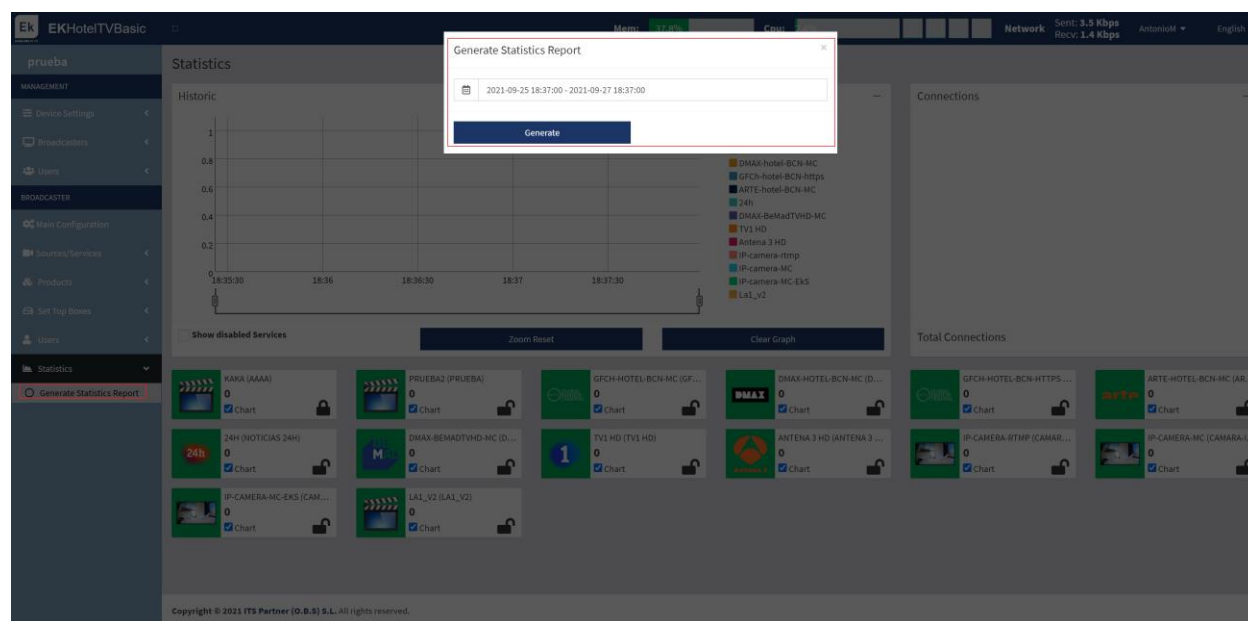 Ek EKHotelTVBasic
Mem: 37.8% Cpu:
Network Sent: 3.5 Kbps
Recv: 1.4 Kbps
AntonioM English
prueba
MANAGEMENT
Device Settings
Broadcasters
Users
BROADCASTER
Main Configuration
Sources/Services
Products
Set Top Boxes
Users
Statistics
Generate Statistics Report
Statistics
Generate Statistics Report ×
2021-09-25 18:37:00 - 2021-09-27 18:37:00
Generate
Historic
1
0.8
0.6
0.4
0.2
0
18:35:30 18:36 18:36:30 18:37 18:37:30
DMAX-hotel-BCN-MC
GFCh-hotel-BCN-https
ARTE-hotel-BCN-MC
24h
DMAX-BeMadTVHD-MC
TV1 HD
Antena 3 HD
IP-camera-rtmp
IP-camera-MC
IP-camera-MC-EkS
La1_v2
Show disabled Services
Zoom Reset
Clear Graph
Connections
Total Connections
KAKA (AAAA)
0
Chart
PRUEBA2 (PRUEBA)
0
Chart
GFCH-HOTEL-BCN-MC (GF...
0
Chart
DMAX
DMAX-HOTEL-BCN-MC (D...
0
Chart
GFCH-HOTEL-BCN-HTTPS ...
0
Chart
arte
ARTE-HOTEL-BCN-MC (AR
0
Chart
24h
24H (NOTICIAS 24H)
0
Chart
M
DMAX-BEMADTVHD-MC (D...
0
Chart
1
TV1 HD (TV1 HD)
0
Chart
ANTENA 3 HD (ANTENA 3 ...
0
Chart
IP-CAMERA-RTMP (CAMAR...
0
Chart
IP-CAMERA-MC (CAMARA-I
0
Chart
IP-CAMERA-MC-EKS (CAM...
0
Chart
LA1_V2 (LA1_V2)
0
Chart
Copyright © 2021 ITS Partner (O.B.S) S.L. All rights reserved.